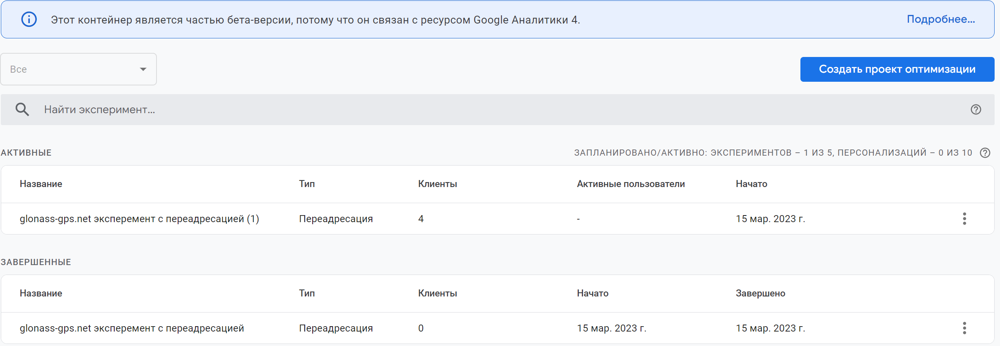 Этот контейнер является частью бета-версии, потому что он связан с ресурсом Google Аналитики 4. Подробнее...
Все
Создать проект оптимизации
Найти эксперимент...
АКТИВНЫЕ ЗАПЛАНИРОВАНО/АКТИВНО: ЭКСПЕРИМЕНТОВ – 1 ИЗ 5, ПЕРСОНАЛИЗАЦИЙ – 0 ИЗ 10
Название Тип Клиенты Активные пользователи Начато
glonass-gps.net эксперемент с переадресацией (1) Переадресация 4 - 15 мар. 2023 г.
ЗАВЕРШЕННЫЕ
Название Тип Клиенты Начато Завершено
glonass-gps.net эксперемент с переадресацией Переадресация 0 15 мар. 2023 г. 15 мар. 2023 г.